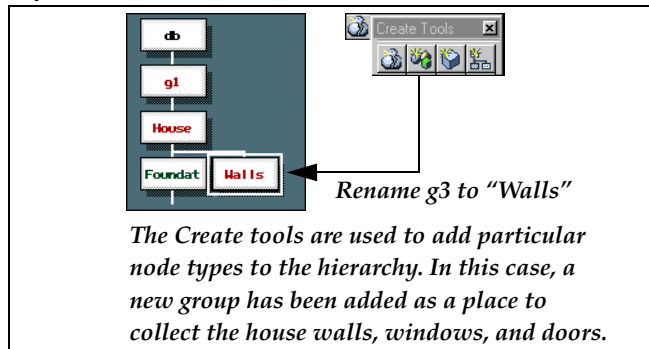 db
g1
House
Foundat
Walls
Create Tools
Rename g3 to “Walls”
The Create tools are used to add particular
node types to the hierarchy. In this case, a
new group has been added as a place to
collect the house walls, windows, and doors.